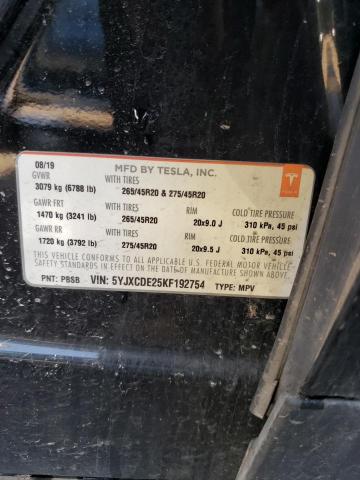 08/19 MFD BY TESLA, INC.
GVWR WITH TIRES
3079 kg (6788 lb) 265/45R20 & 275/45R20
GAWR FRT WITH TIRES RIM COLD TIRE PRESSURE
1470 kg (3241 lb) 265/45R20 20x9.0 J 310 kPa, 45 psi
GAWR RR WITH TIRES RIM COLD TIRE PRESSURE
1720 kg (3792 lb) 275/45R20 20x9.5 J 310 kPa, 45 psi
THIS VEHICLE CONFORMS TO ALL APPLICABLE U.S. FEDERAL MOTOR VEHICLE
SAFETY STANDARDS IN EFFECT ON THE DATE OF MANUFACTURE SHOWN ABOVE.
PNT: PBSB VIN: 5YJXCDE25KF192754 TYPE: MPV